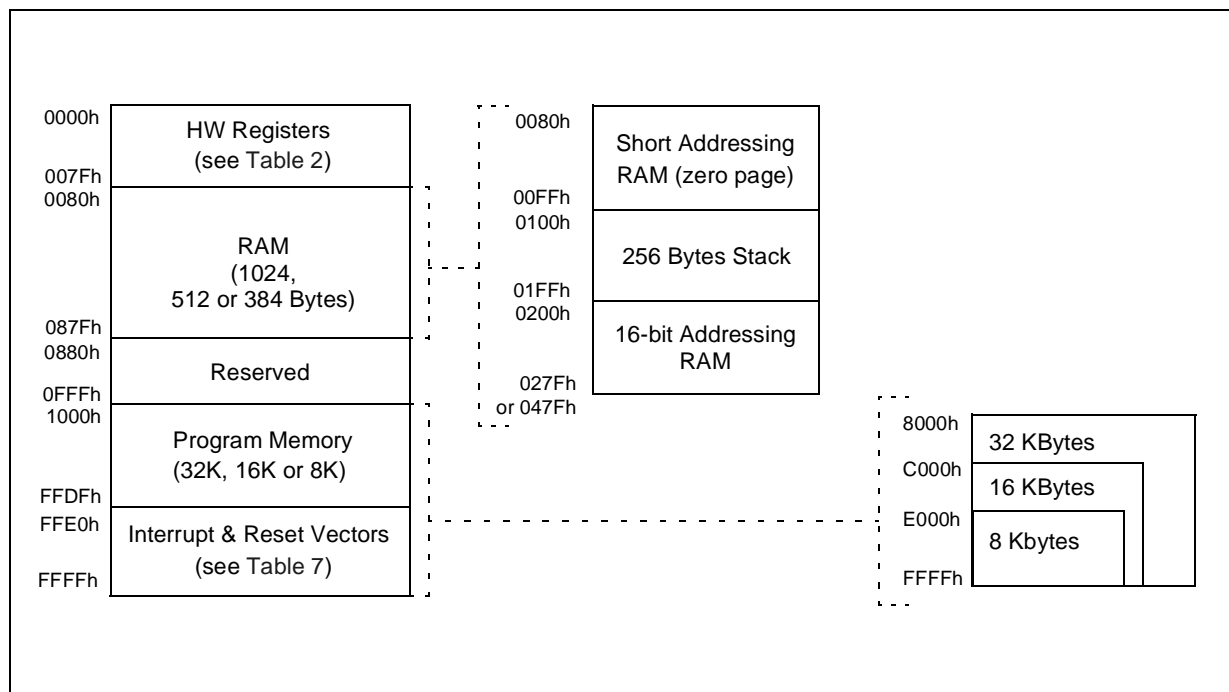 0000h
HW Registers
(see Table 2)
007Fh
0080h
RAM
(1024,
512 or 384 Bytes)
087Fh
0880h
Reserved
0FFFh
1000h
Program Memory
(32K, 16K or 8K)
FFDFh
FFE0h
Interrupt & Reset Vectors
(see Table 7)
FFFFh
0080h
Short Addressing
RAM (zero page)
00FFh
0100h
256 Bytes Stack
01FFh
0200h
16-bit Addressing
RAM
027Fh
or 047Fh
8000h
32 KBytes
C000h
16 KBytes
E000h
8 Kbytes
FFFFh